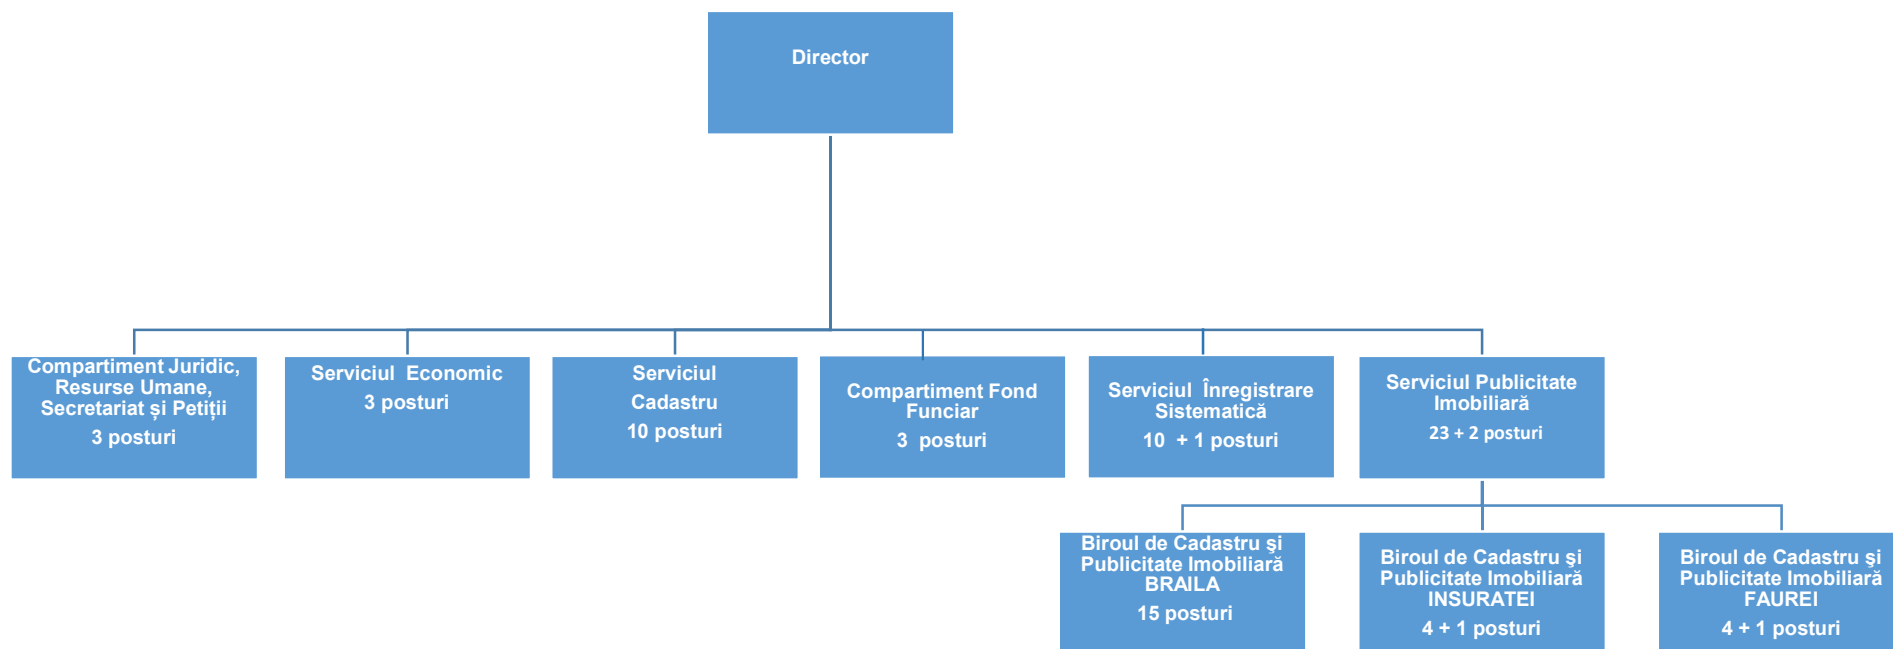 Director
Compartiment Juridic,
Resurse Umane,
Secretariat și Petiții
3 posturi
Serviciul Economic
3 posturi
Serviciul
Cadastru
10 posturi
Compartiment Fond
Funciar
3 posturi
Serviciul Înregistrare
Sistematică
10 + 1 posturi
Serviciul Publicitate
Imobiliară
23 + 2 posturi
Biroul de Cadastru şi
Publicitate Imobiliară
BRAILA
15 posturi
Biroul de Cadastru şi
Publicitate Imobiliară
INSURATEI
4 + 1 posturi
Biroul de Cadastru şi
Publicitate Imobiliară
FAUREI
4 + 1 posturi